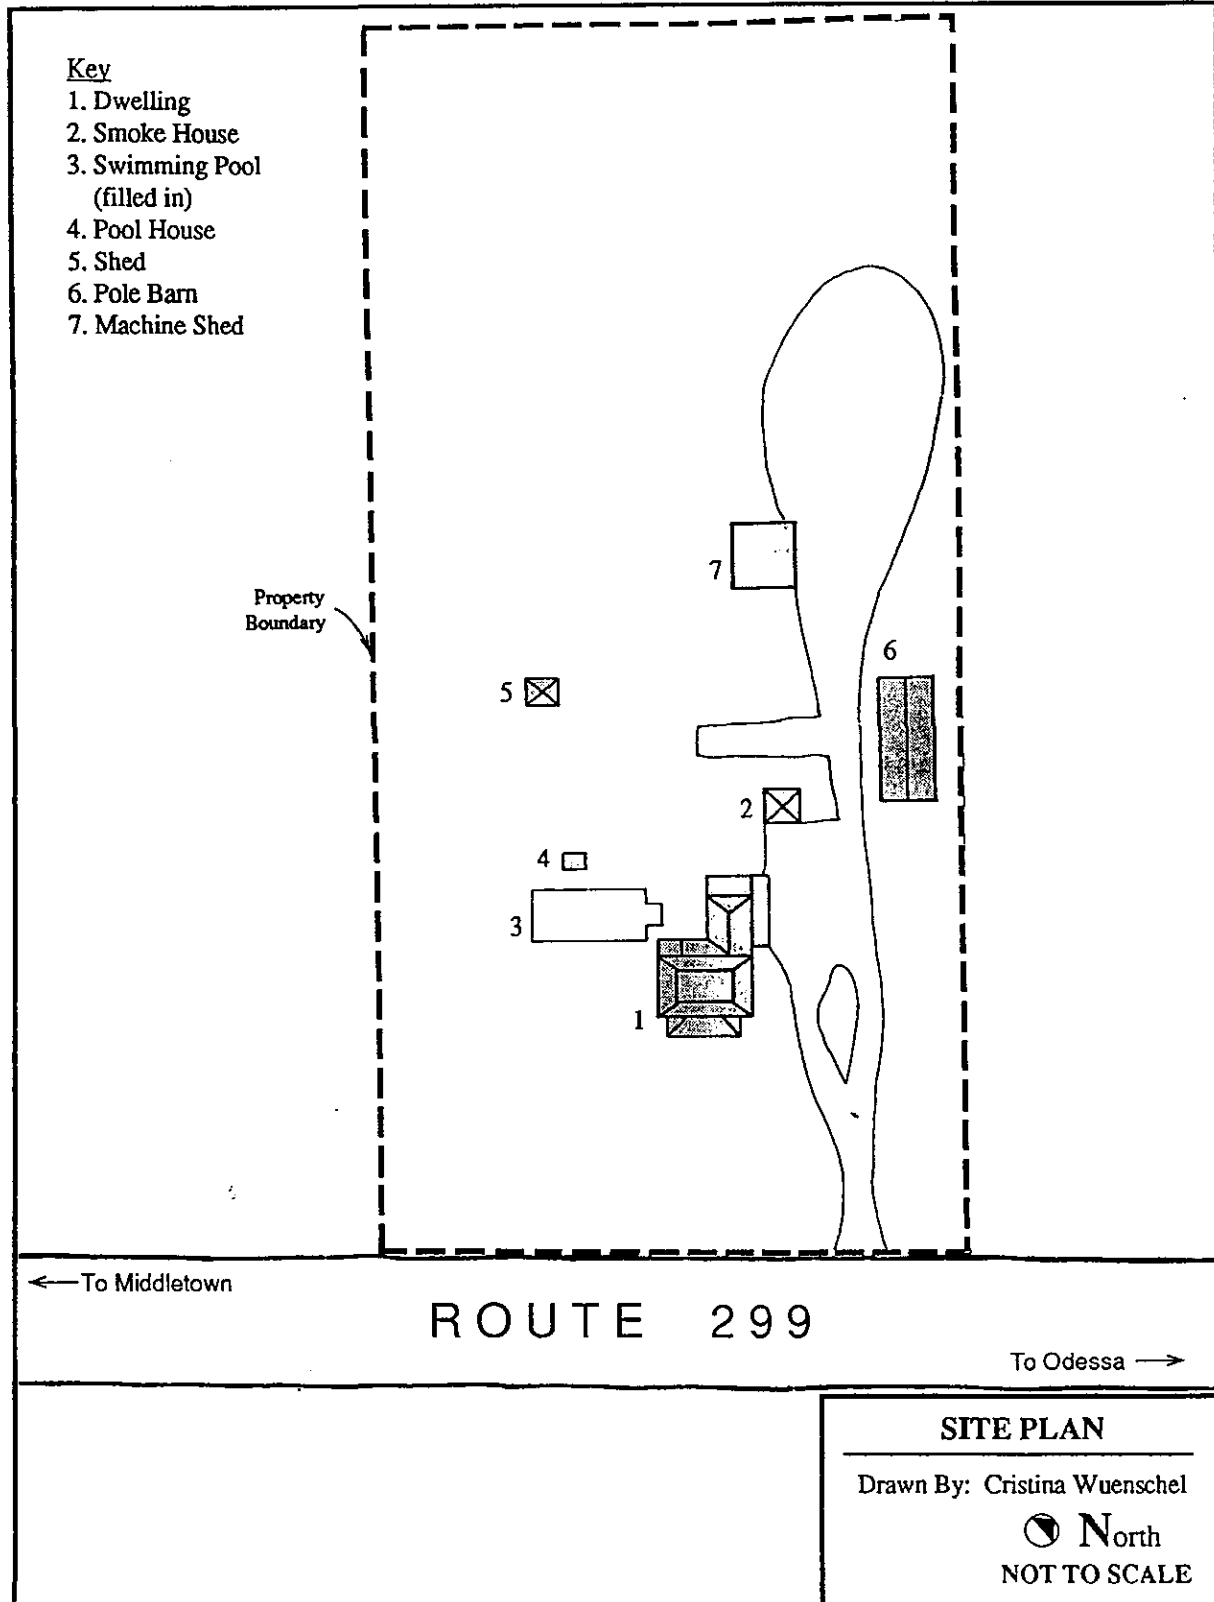 Key
1. Dwelling
2. Smoke House
3. Swimming Pool
(filled in)
4. Pool House
5. Shed
6. Pole Barn
7. Machine Shed
7
Property
Boundary
6
5
2
4
3
1
←To Middletown
ROUTE 299
To Odessa →
SITE PLAN
Drawn By: Cristina Wuenschel
North
NOT TO SCALE